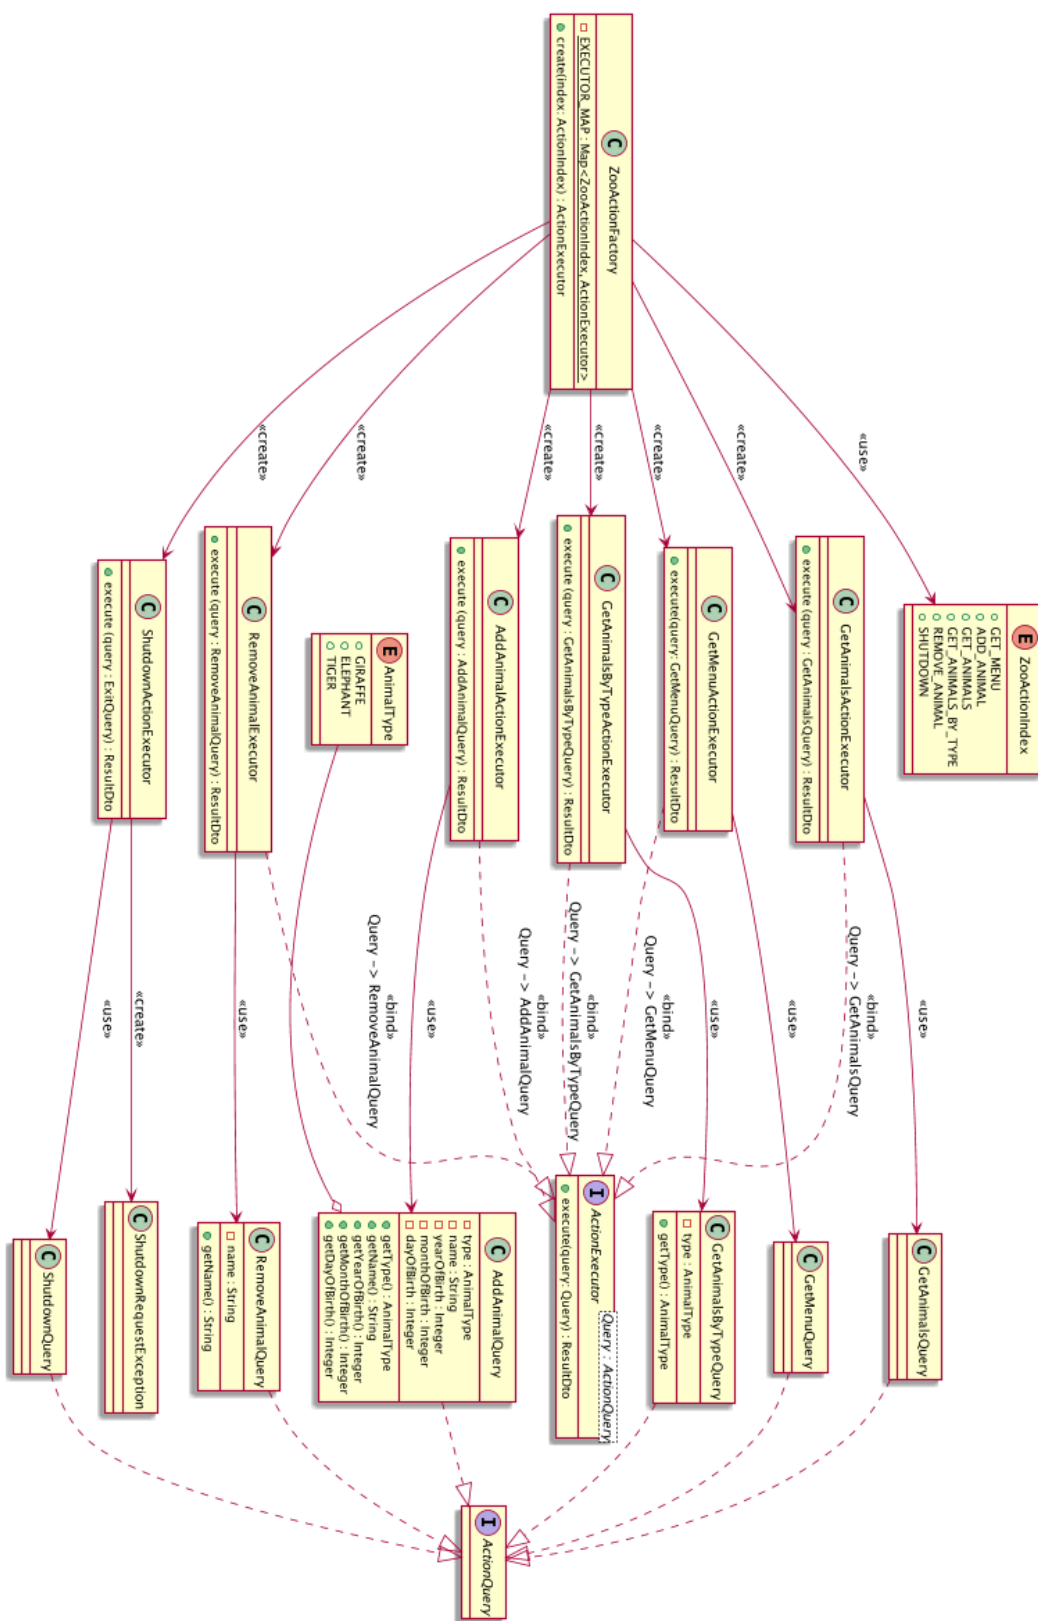 C ZooActionFactory
EXECUTOR_MAP : Map<ZooActionIndex, ActionExecutor>
create(index: ActionIndex) : ActionExecutor
«use»
«create»
«create»
«create»
«create»
«create»
«create»
E ZooActionIndex
GET_MENU
ADD_ANIMAL
GET_ANIMALS
GET_ANIMALS_BY_TYPE
REMOVE_ANIMAL
SHUTDOWN
C GetAnimalsActionExecutor
execute (query : GetAnimalsQuery) : ResultDto
C GetMenuActionExecutor
execute(query: GetMenuQuery) : ResultDto
C GetAnimalsByTypeActionExecutor
execute (query : GetAnimalsByTypeQuery) : ResultDto
C AddAnimalActionExecutor
execute (query : AddAnimalQuery) : ResultDto
E AnimalType
GIRAFFE
ELEPHANT
TIGER
C RemoveAnimalExecutor
execute (query : RemoveAnimalQuery) : ResultDto
C ShutdownActionExecutor
execute (query : ExitQuery) : ResultDto
«use»
«bind»
Query -> GetAnimalsQuery
«use»
«use»
«bind»
Query -> GetMenuQuery
«bind»
Query -> GetAnimalsByTypeQuery
«bind»
Query -> AddAnimalQuery
«use»
«bind»
Query -> RemoveAnimalQuery
«use»
«create»
«use»
C GetAnimalsQuery
C GetMenuQuery
C GetAnimalsByTypeQuery
type : AnimalType
getType() : AnimalType
Query : ActionQuery
I ActionExecutor
execute(query: Query) : ResultDto
C AddAnimalQuery
type : AnimalType
name : String
yearOfBirth : Integer
monthOfBirth : Integer
dayOfBirth : Integer
getType() : AnimalType
getName() : String
getYearOfBirth() : Integer
getMonthOfBirth() : Integer
getDayOfBirth() : Integer
C RemoveAnimalQuery
name : String
getName() : String
C ShutdownRequestException
C ShutdownQuery
I ActionQuery